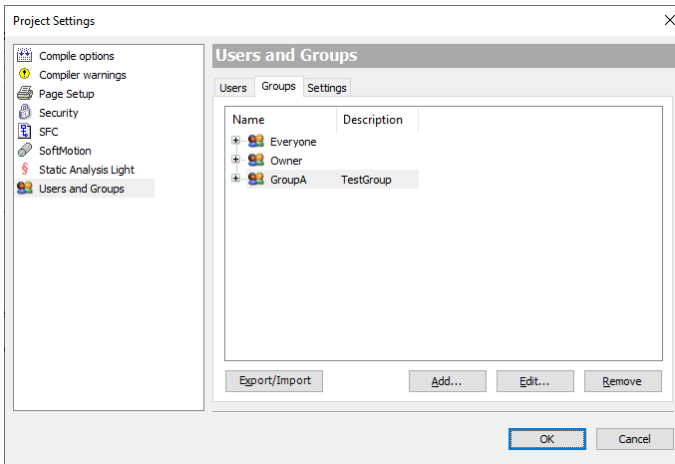 Project Settings
Compile options
Compiler warnings
Page Setup
Security
SFC
SoftMotion
Static Analysis Light
Users and Groups
Users and Groups
Users Groups Settings
Name Description
Everyone
Owner
GroupA TestGroup
Export/Import Add... Edit... Remove
OK Cancel